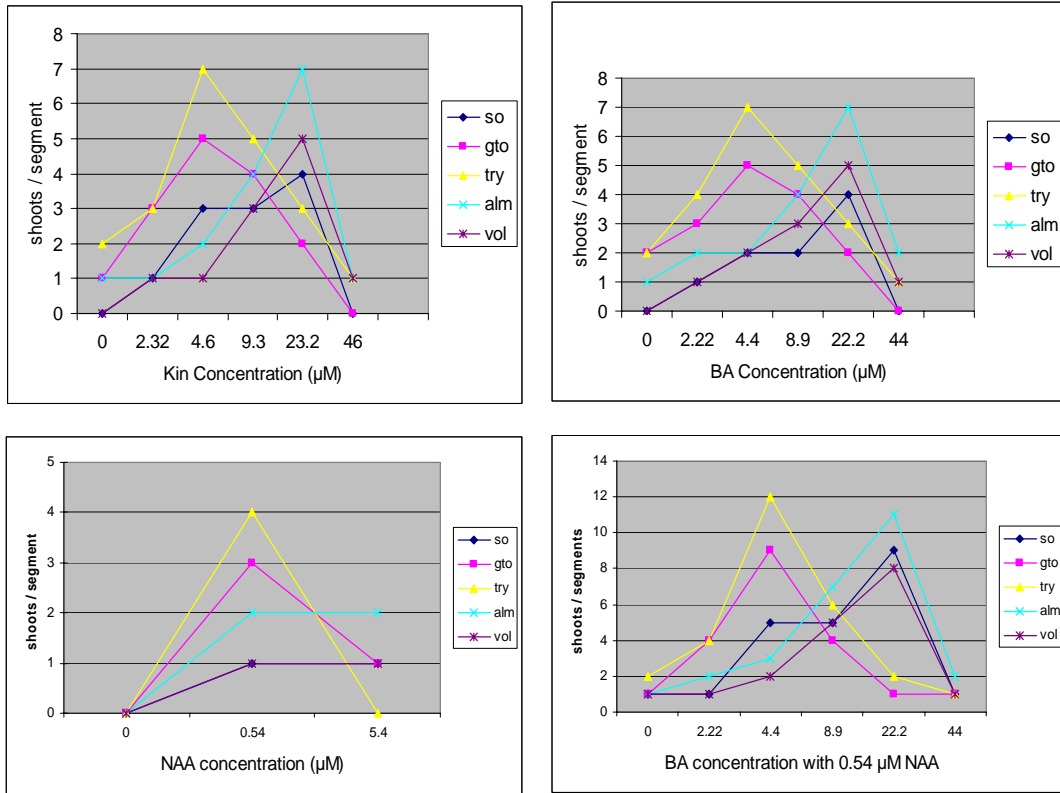 8
7
6
5
4
3
2
1
0
shoots / segment
0 2.32 4.6 9.3 23.2 46
Kin Concentration (µM)
so
gto
try
alm
vol
8
7
6
5
4
3
2
1
0
shoots / segment
0 2.22 4.4 8.9 22.2 44
BA Concentration (µM)
so
gto
try
alm
vol
5
4
3
2
1
0
shoots / segment
0 0.54 5.4
NAA concentration (µM)
so
gto
try
alm
vol
14
12
10
8
6
4
2
0
shoots / segments
0 2.22 4.4 8.9 22.2 44
BA concentration with 0.54 µM NAA
so
gto
try
alm
vol